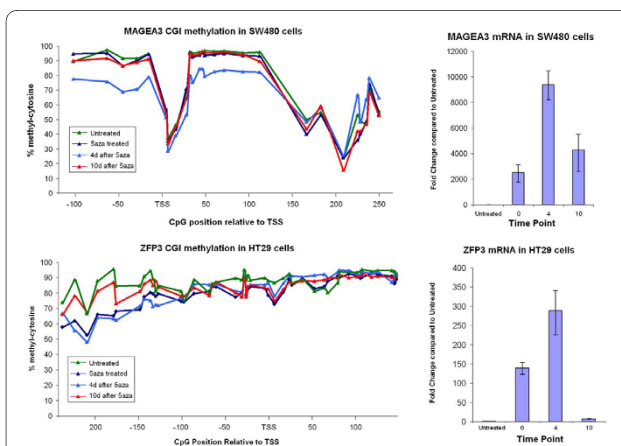 MAGEA3 CGI methylation in SW480 cells
100
90
80
70
60
50
40
30
20
10
0
% methyl-cytosine
Untreated
5aza treated
4d after 5aza
10d after 5aza
-100 -50 TSS 50 100 150 200 250
CpG position relative to TSS
MAGEA3 mRNA in SW480 cells
12000
10000
8000
6000
4000
2000
0
Fold Change compared to Untreated
Untreated 0 4 10
Time Point
ZFP3 CGI methylation in HT29 cells
100
90
80
70
60
50
40
30
20
10
0
% methyl-cytosine
Untreated
5aza treated
4d after 5aza
10d after 5aza
200 -150 -100 -50 TSS 50 100
CpG Position Relative to TSS
ZFP3 mRNA in HT29 cells
400
350
300
250
200
150
100
50
0
Fold Change compared to Untreated
Untreated 0 4 10
Time Point